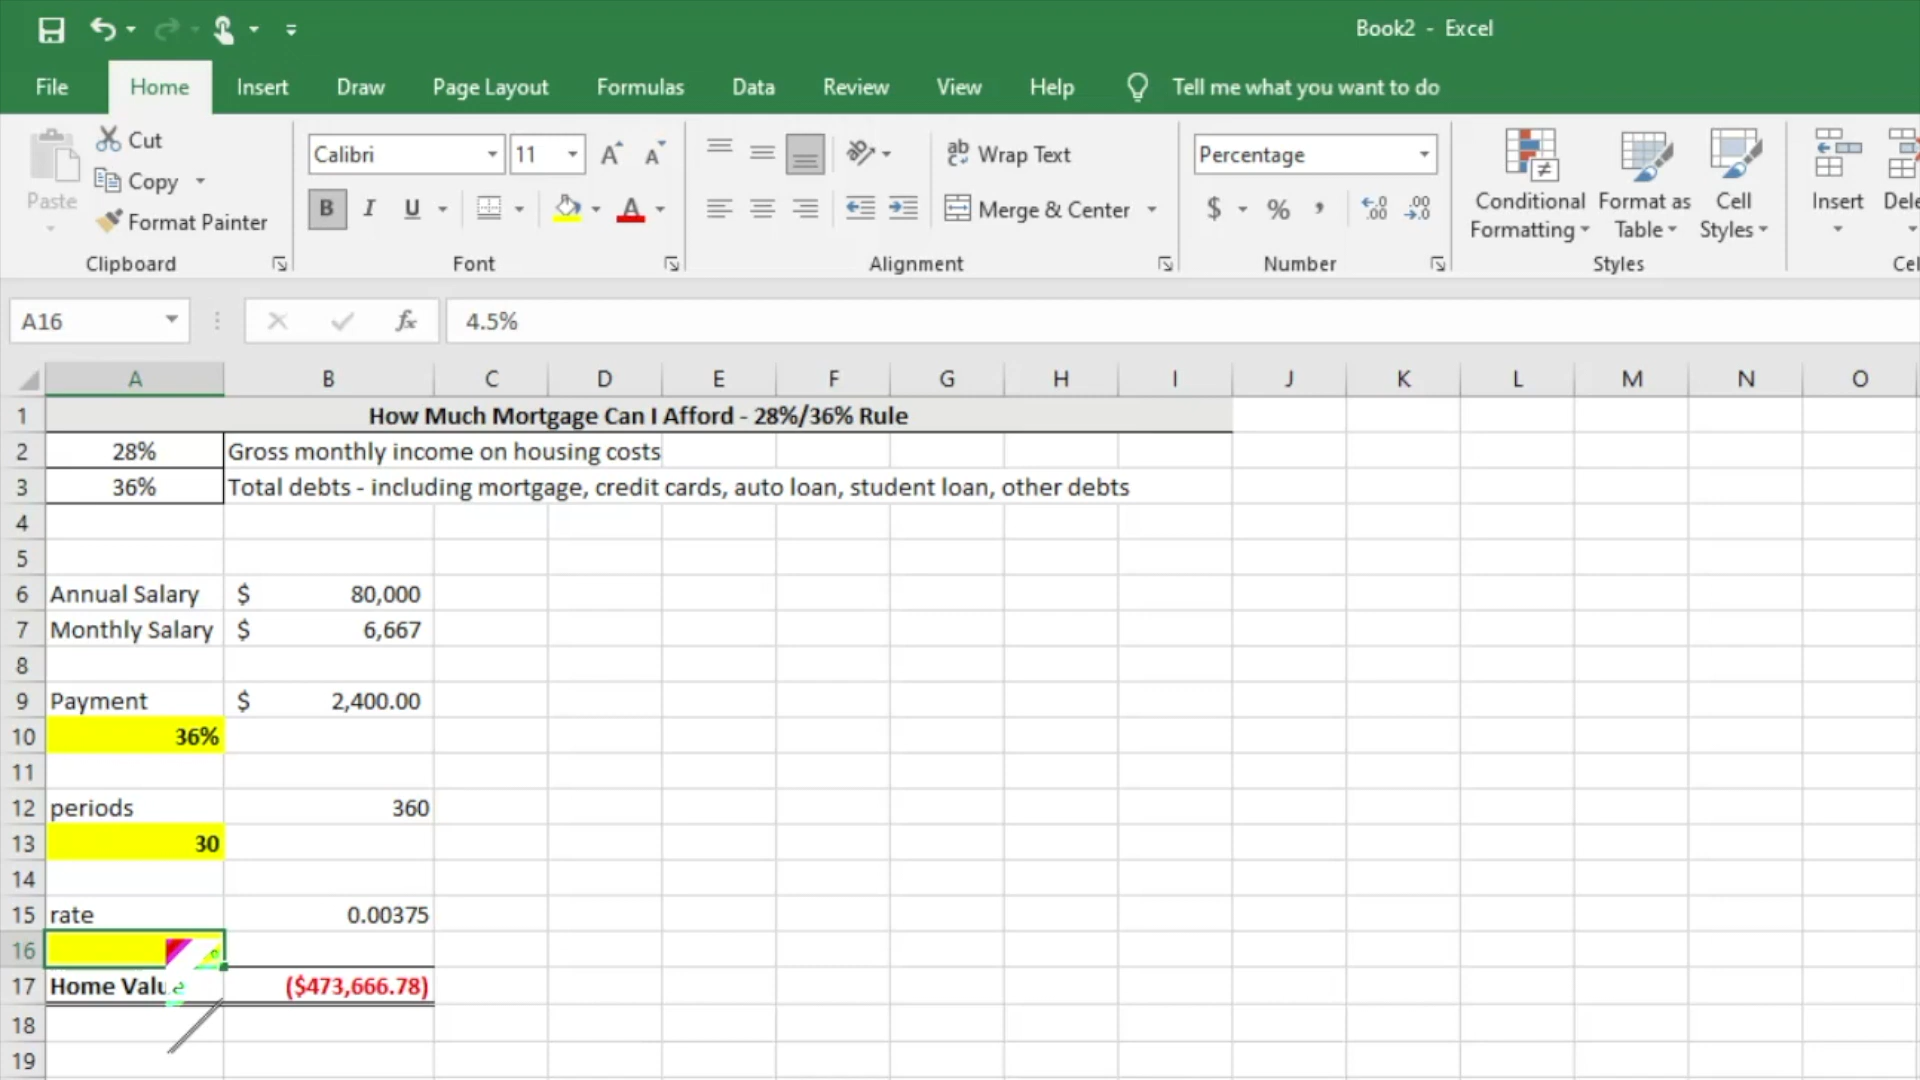 Book2 - Excel
File Home Insert Draw Page Layout Formulas Data Review View Help Tell me what you want to do
Paste
Cut
Copy
Format Painter
Clipboard
Calibri 11
B I U A
Font
Wrap Text
Merge & Center
Alignment
Percentage
$ % ,
Number
Conditional Formatting
Format as Table
Cell Styles
Styles
Insert
A16 fx 4.5%
A B C D E F G H I J K L M N O
1 How Much Mortgage Can I Afford - 28%/36% Rule
2 28% Gross monthly income on housing costs
3 36% Total debts - including mortgage, credit cards, auto loan, student loan, other debts
4
5
6 Annual Salary $ 80,000
7 Monthly Salary $ 6,667
8
9 Payment $ 2,400.00
10 36%
11
12 periods 360
13 30
14
15 rate 0.00375
16
17 Home Value ($473,666.78)
18
19